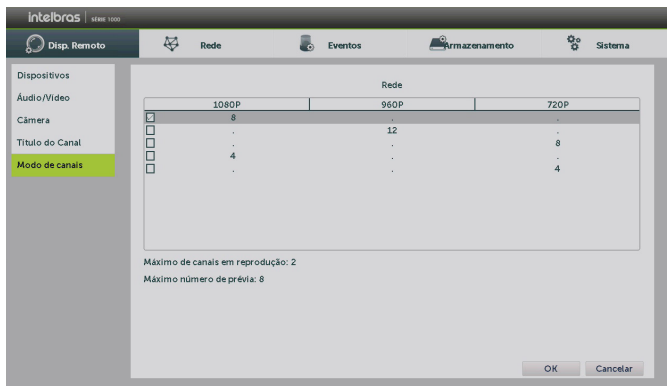 intelbras | SÉRIE 1000
Disp. Remoto Rede Eventos Armazenamento Sistema
Dispositivos
Áudio/Vídeo
Câmera
Título do Canal
Modo de canais
Rede
1080P 960P 720P
8 . .
. 12 .
. . 8
4 . .
. . 4
Máximo de canais em reprodução: 2
Máximo número de prévia: 8
OK Cancelar